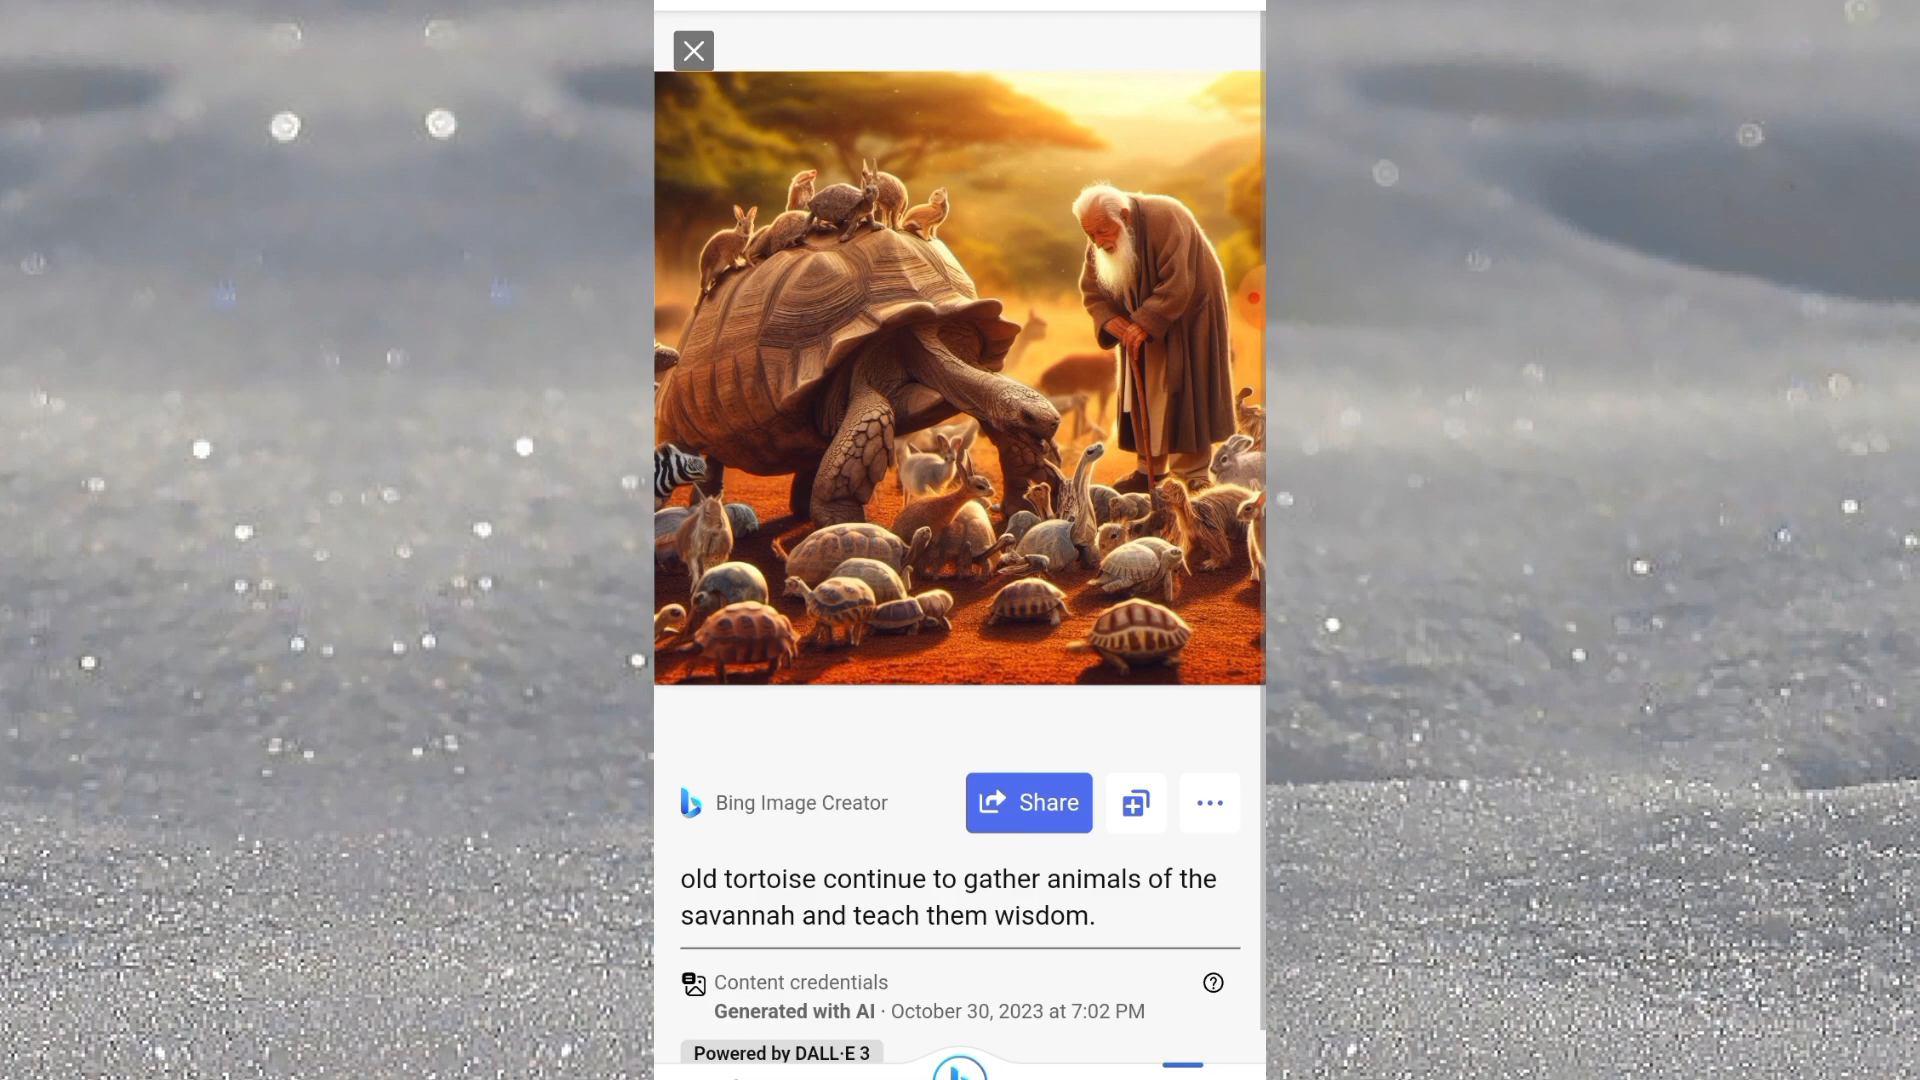 Bing Image Creator
Share
old tortoise continue to gather animals of the
savannah and teach them wisdom.
Content credentials
Generated with AI · October 30, 2023 at 7:02 PM
Powered by DALL·E 3